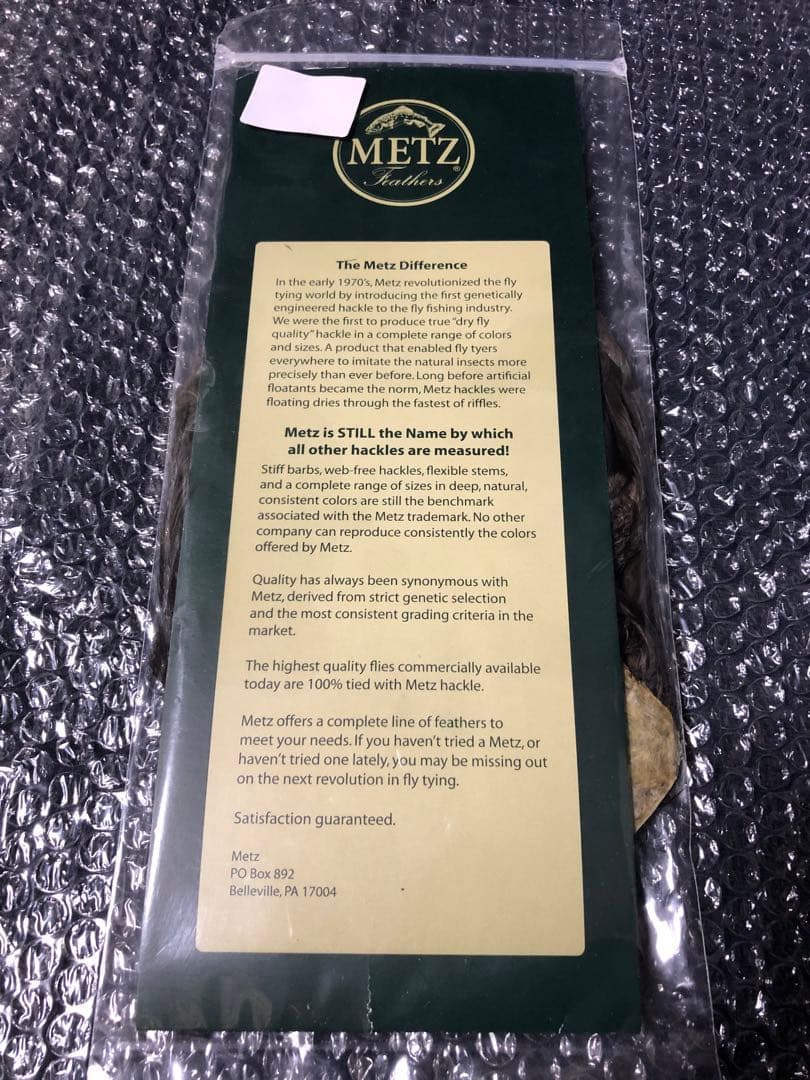 METZ
Feathers
®
The Metz Difference
In the early 1970's, Metz revolutionized the fly
tying world by introducing the first genetically
engineered hackle to the fly fishing industry.
We were the first to produce true "dry fly
quality" hackle in a complete range of colors
and sizes. A product that enabled fly tyers
everywhere to imitate the natural insects more
precisely than ever before. Long before artificial
floatants became the norm, Metz hackles were
floating dries through the fastest of riffles.
Metz is STILL the Name by which
all other hackles are measured!
Stiff barbs, web-free hackles, flexible stems,
and a complete range of sizes in deep, natural,
consistent colors are still the benchmark
associated with the Metz trademark. No other
company can reproduce consistently the colors
offered by Metz.
Quality has always been synonymous with
Metz, derived from strict genetic selection
and the most consistent grading criteria in the
market.
The highest quality flies commercially available
today are 100% tied with Metz hackle.
Metz offers a complete line of feathers to
meet your needs. If you haven't tried a Metz, or
haven't tried one lately, you may be missing out
on the next revolution in fly tying.
Satisfaction guaranteed.
Metz
PO Box 892
Belleville, PA 17004